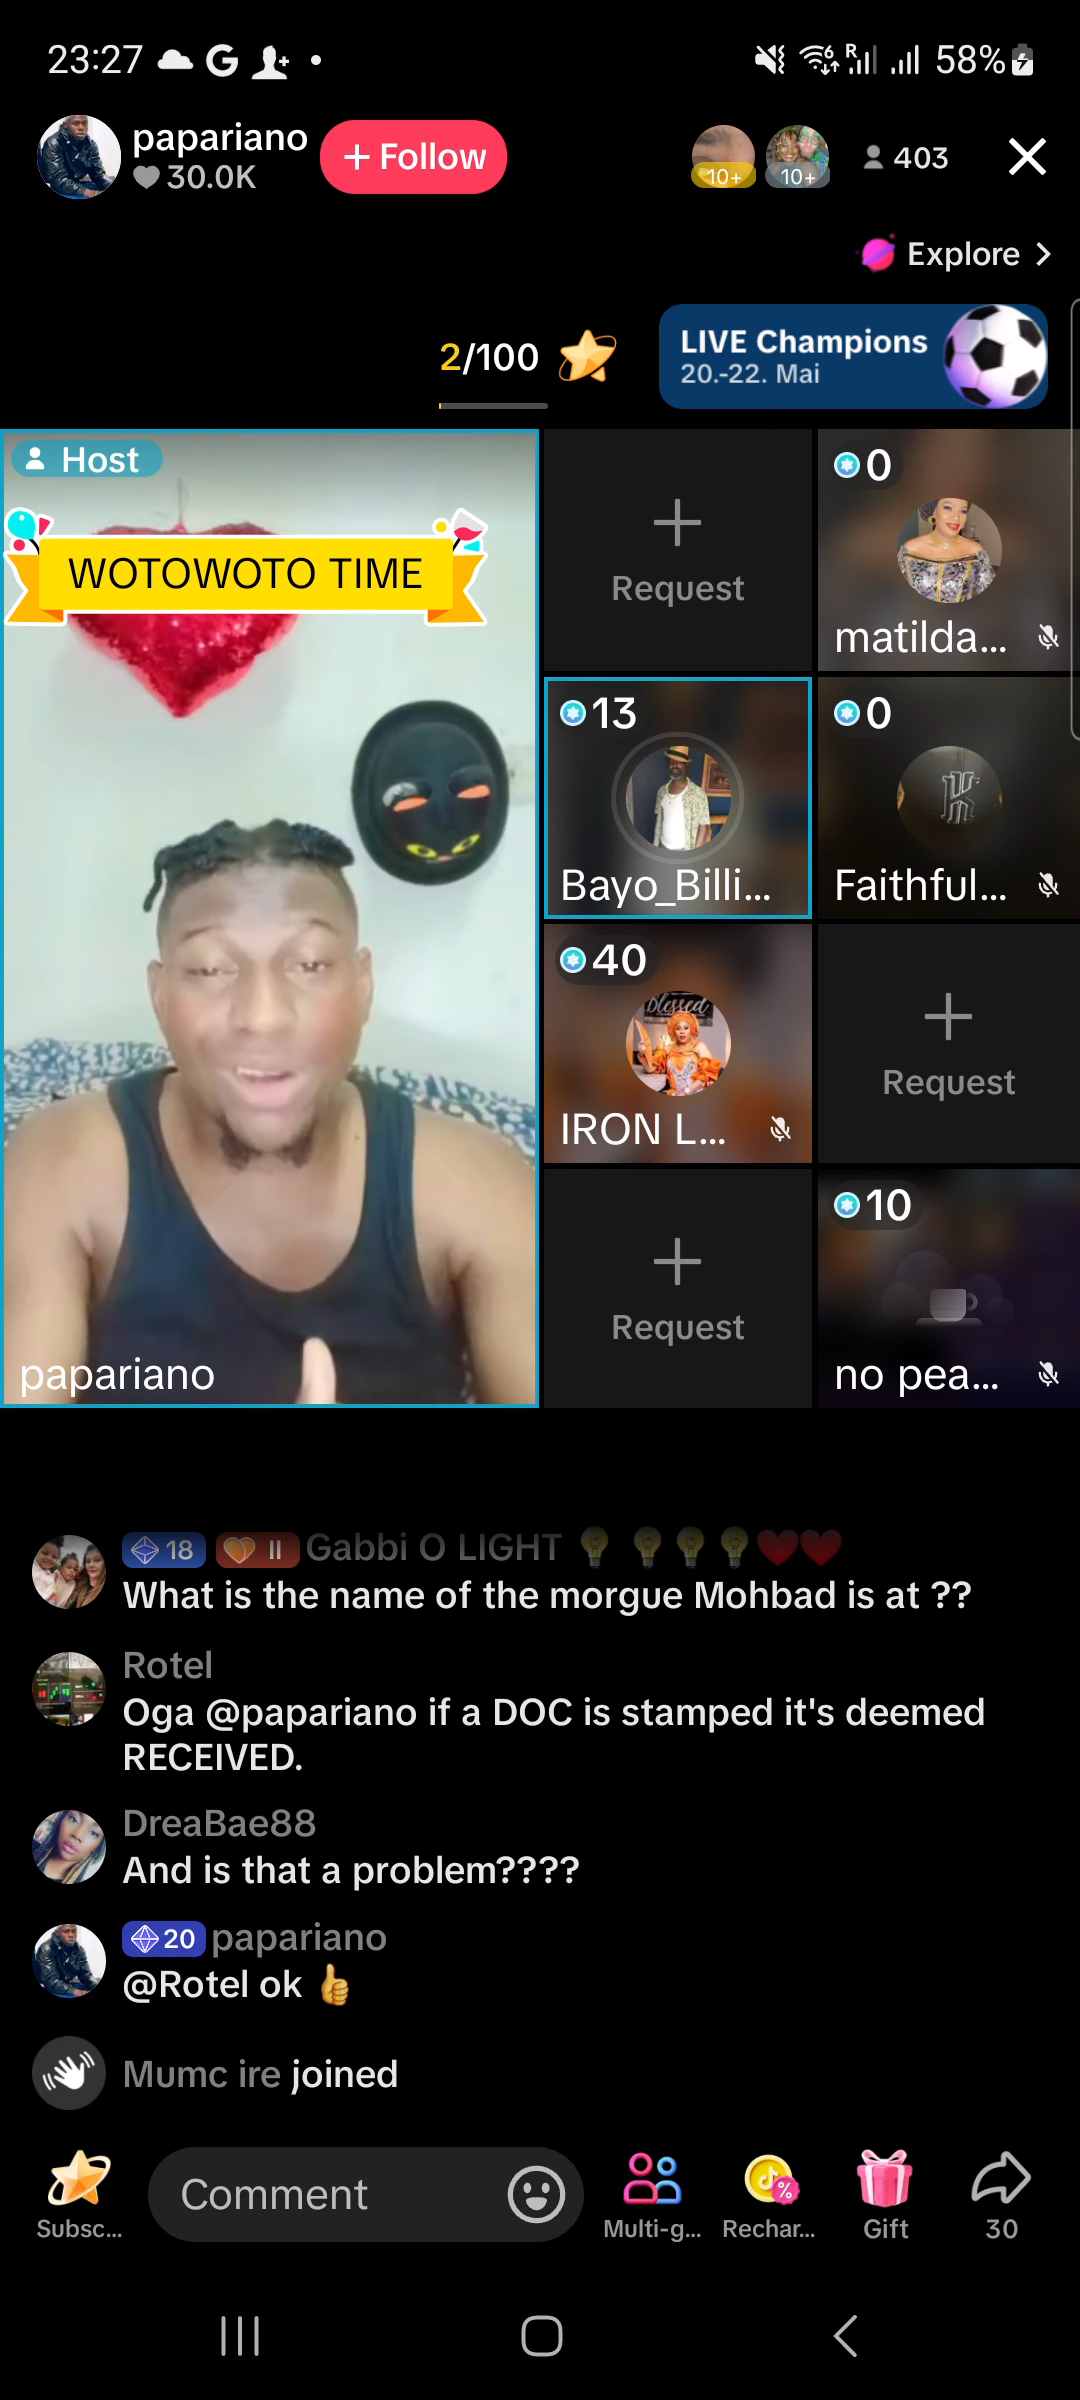 23:27
58%
papariano
30.0K
+ Follow
10+
10+
403
Explore
2/100
LIVE Champions
20.-22. Mai
Host
WOTOWOTO TIME
papariano
Request
0
matilda...
13
Bayo_Billi...
0
Faithful...
40
Blessed
IRON L...
Request
Request
10
no pea...
18 II Gabbi O LIGHT
What is the name of the morgue Mohbad is at ??
Rotel
Oga @papariano if a DOC is stamped it's deemed
RECEIVED.
DreaBae88
And is that a problem????
20 papariano
@Rotel ok 👍
Mumc ire joined
Subsc...
Comment
Multi-g...
Rechar...
Gift
30